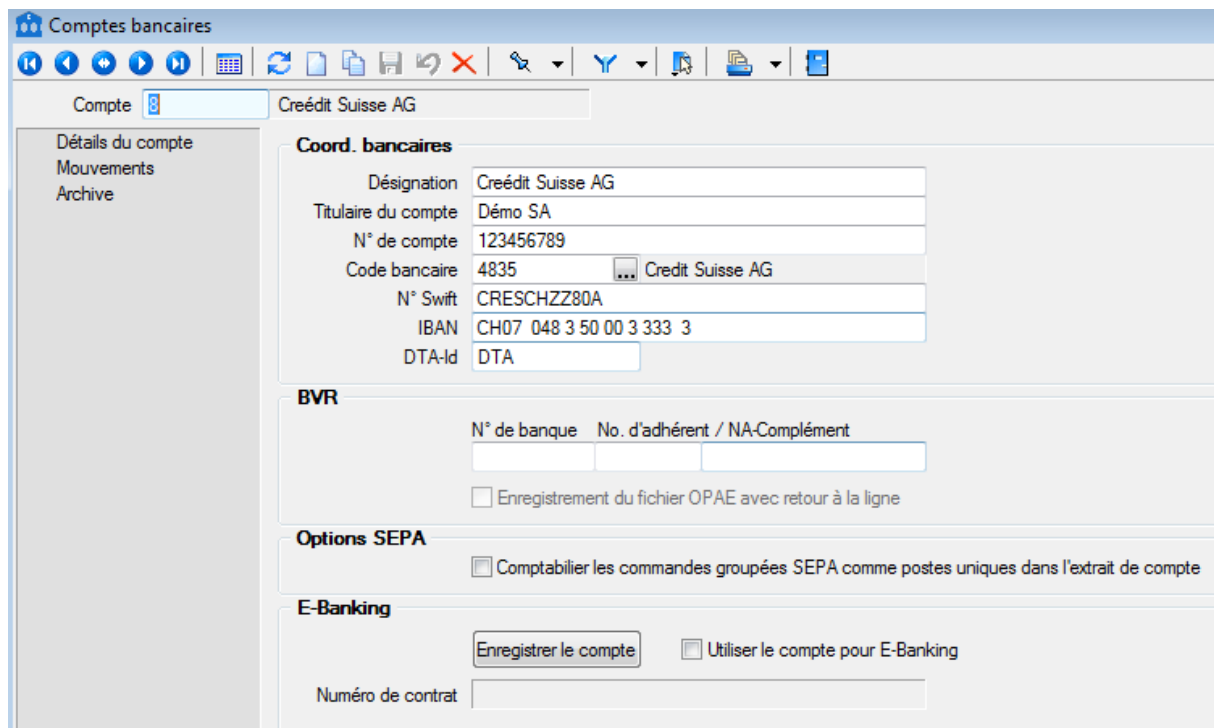 Comptes bancaires
Compte 8 Creédit Suisse AG
Détails du compte
Mouvements
Archive
Coord. bancaires
Désignation Creédit Suisse AG
Titulaire du compte Démo SA
N° de compte 123456789
Code bancaire 4835 ... Credit Suisse AG
N° Swift CRESCHZZ80A
IBAN CH07 048 3 50 00 3 333 3
DTA-Id DTA
BVR
N° de banque No. d'adhérent / NA-Complément
Enregistrement du fichier OPAE avec retour à la ligne
Options SEPA
Comptabilier les commandes groupées SEPA comme postes uniques dans l'extrait de compte
E-Banking
Enregistrer le compte Utiliser le compte pour E-Banking
Numéro de contrat